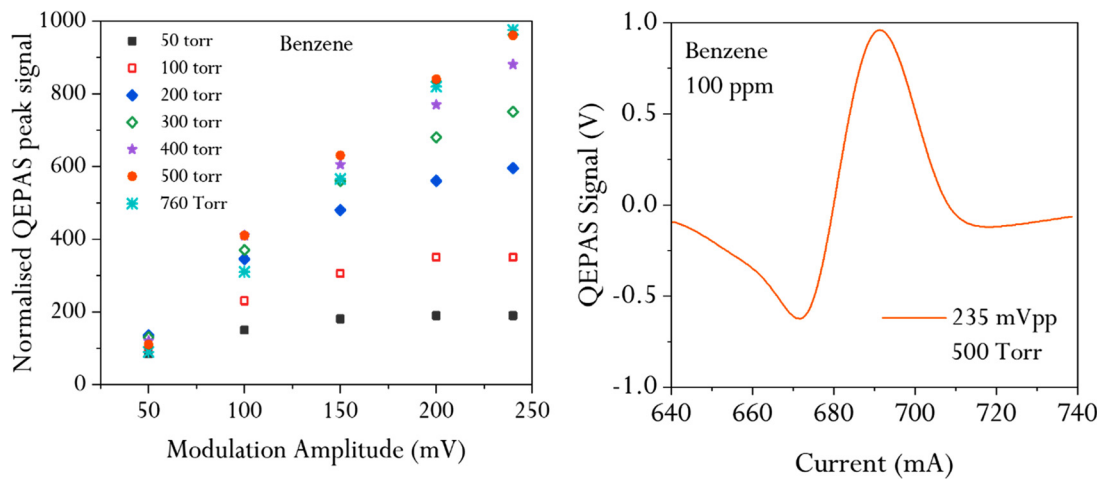 1000
800
600
400
200
0
Normalised QEPAS peak signal
50 torr
100 torr
200 torr
300 torr
400 torr
500 torr
760 Torr
Benzene
50
100
150
200
250
Modulation Amplitude (mV)
1.0
0.5
0.0
-0.5
-1.0
QEPAS Signal (V)
Benzene
100 ppm
235 mVpp
500 Torr
640
660
680
700
720
740
Current (mA)